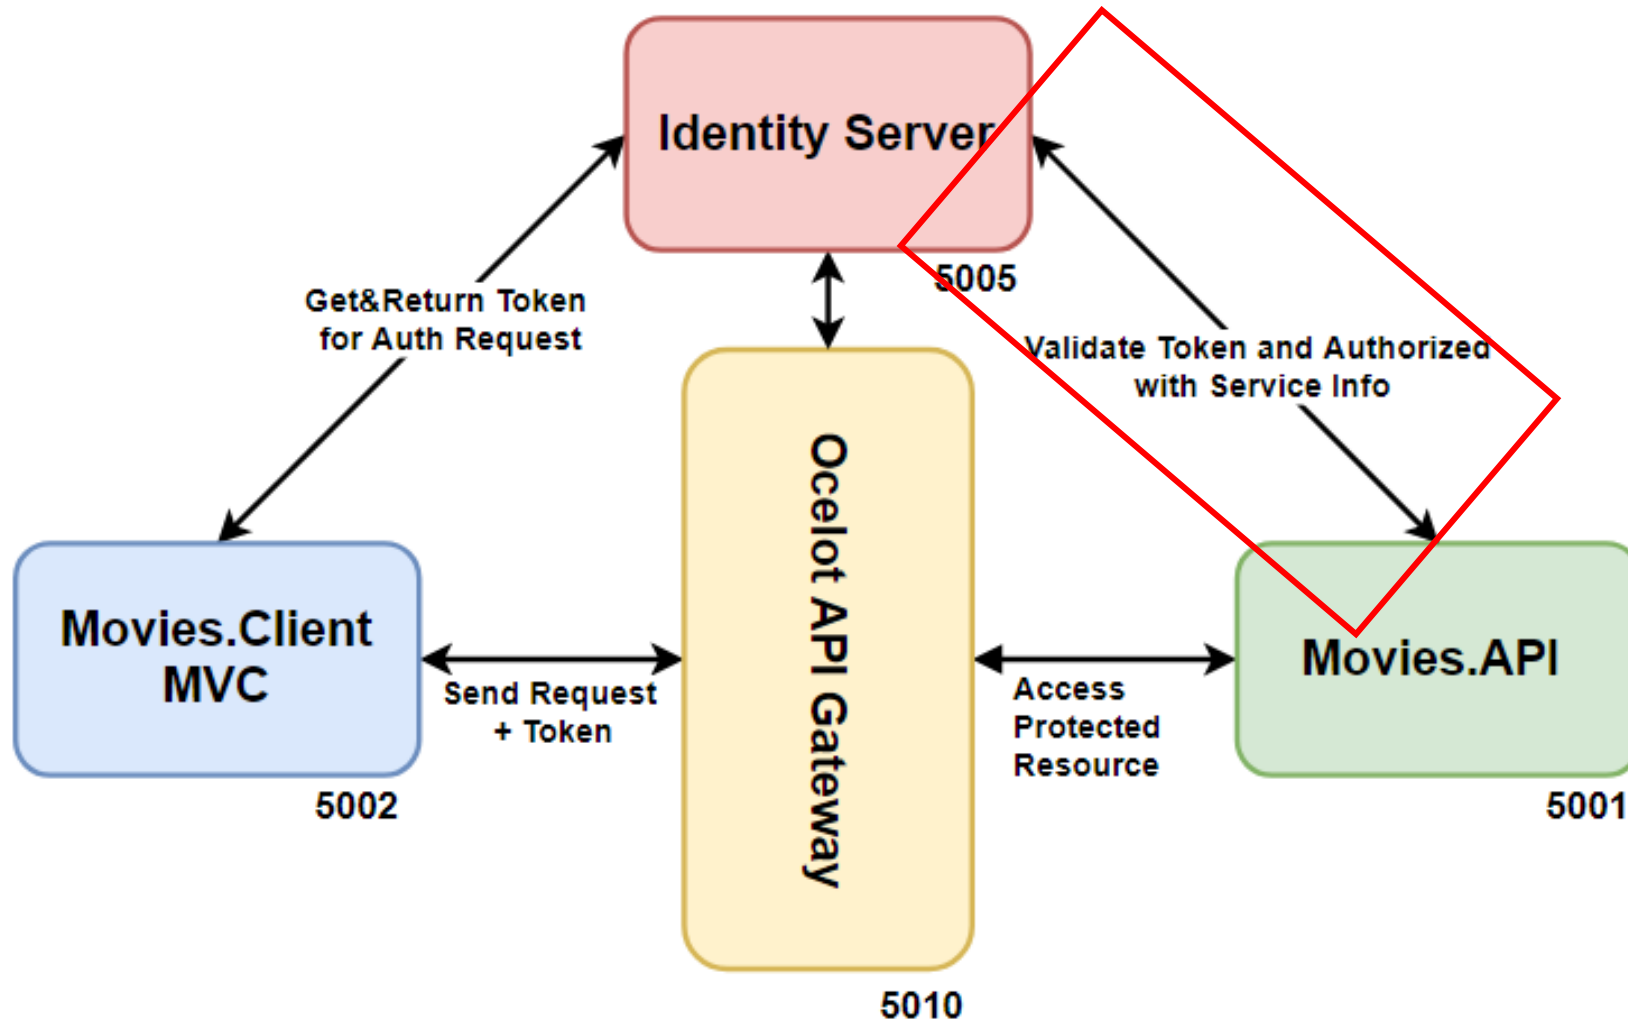 Identity Server
5005
Get&Return Token
for Auth Request
Validate Token and Authorized
with Service Info
Ocelot API Gateway
Movies.Client
MVC
Send Request
+ Token
Access
Protected
Resource
Movies.API
5002
5001
5010